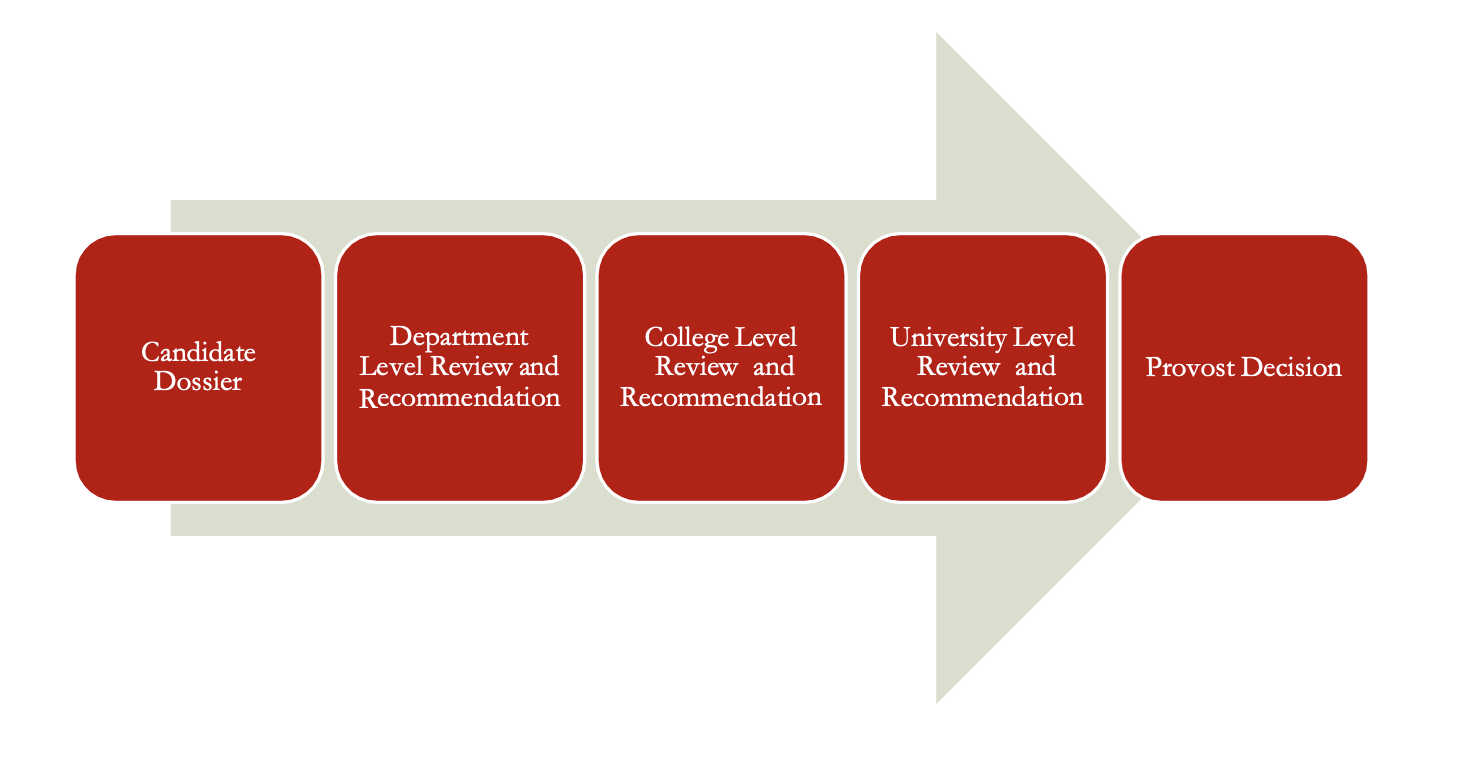 Candidate
Dossier
Department
Level Review and
Recommendation
College Level
Review  and
Recommendation
University Level
Review  and
Recommendation
Provost Decision